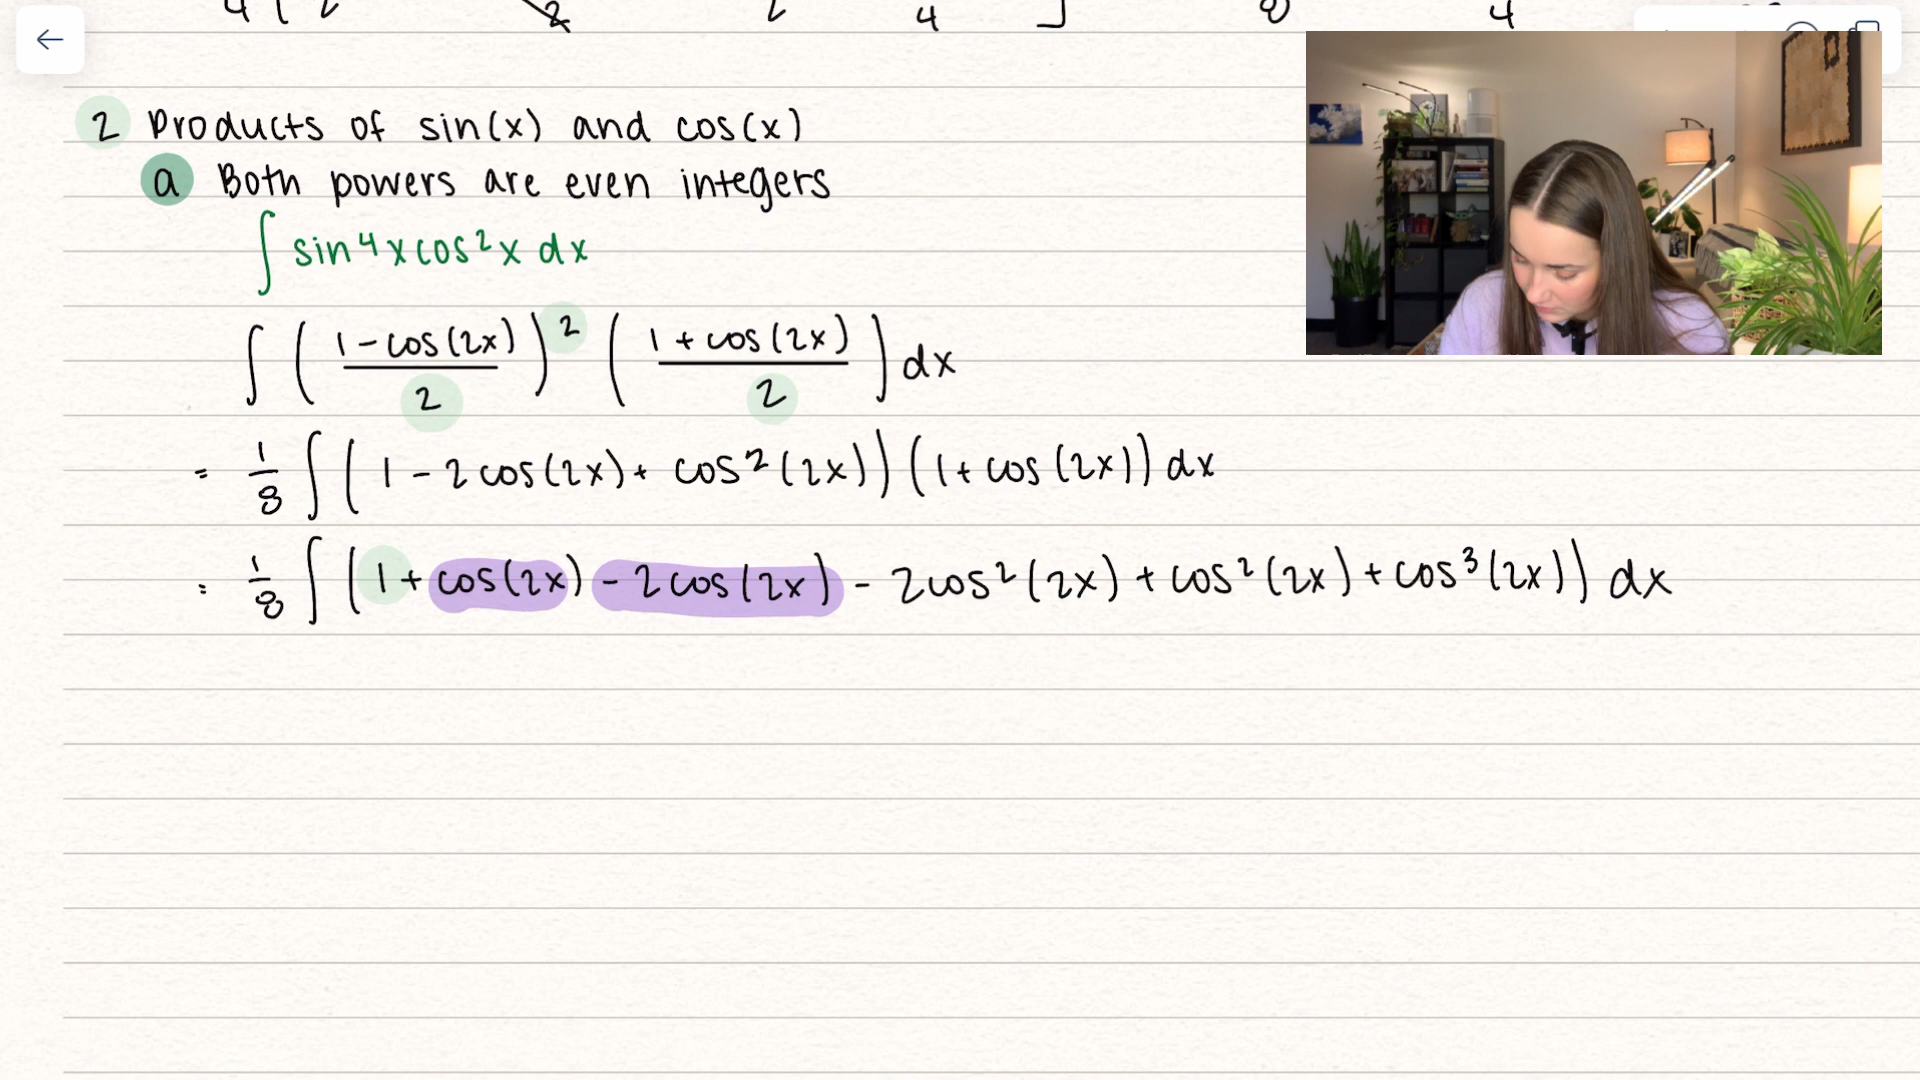 2 Products of sin(x) and cos(x)
a Both powers are even integers
∫ sin⁴x cos²x dx
∫ ( (1 - cos(2x))/2 )² ( (1 + cos(2x))/2 ) dx
= 1/8 ∫ ( 1 - 2cos(2x) + cos²(2x) ) ( 1 + cos(2x) ) dx
= 1/8 ∫ ( 1 + cos(2x) - 2cos(2x) - 2cos²(2x) + cos²(2x) + cos³(2x) ) dx